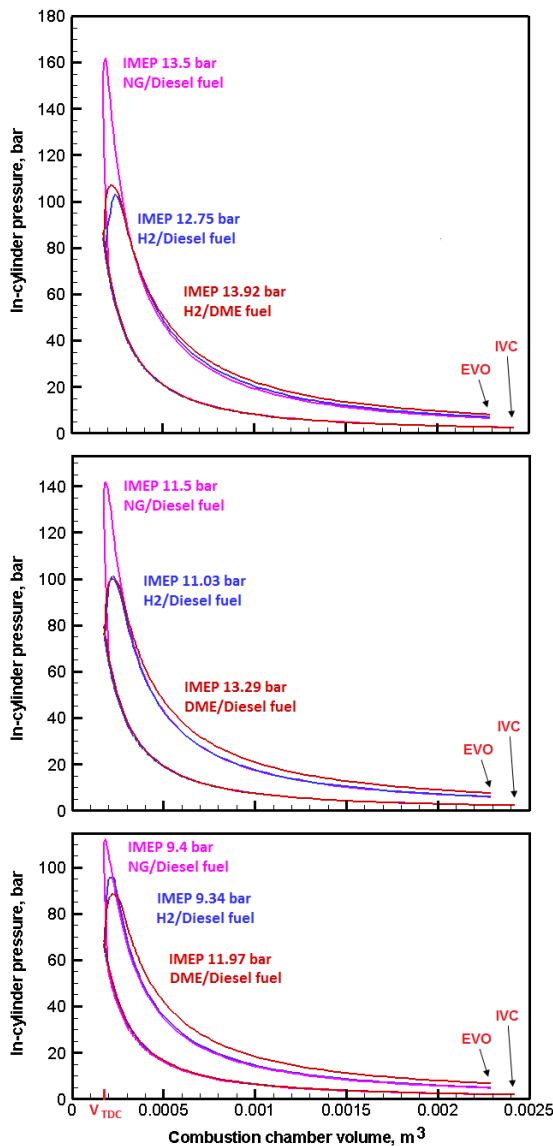 180
160
140
120
100
80
60
40
20
0
In-cylinder pressure, bar
IMEP 13.5 bar
NG/Diesel fuel
IMEP 12.75 bar
H2/Diesel fuel
IMEP 13.92 bar
H2/DME fuel
IVC
EVO
140
120
100
80
60
40
20
0
In-cylinder pressure, bar
IMEP 11.5 bar
NG/Diesel fuel
IMEP 11.03 bar
H2/Diesel fuel
IMEP 13.29 bar
DME/Diesel fuel
IVC
EVO
100
80
60
40
20
0
In-cylinder pressure, bar
IMEP 9.4 bar
NG/Diesel fuel
IMEP 9.34 bar
H2/Diesel fuel
IMEP 11.97 bar
DME/Diesel fuel
IVC
EVO
0 V TDC 0.0005 0.001 0.0015 0.002 0.0025
Combustion chamber volume, m3